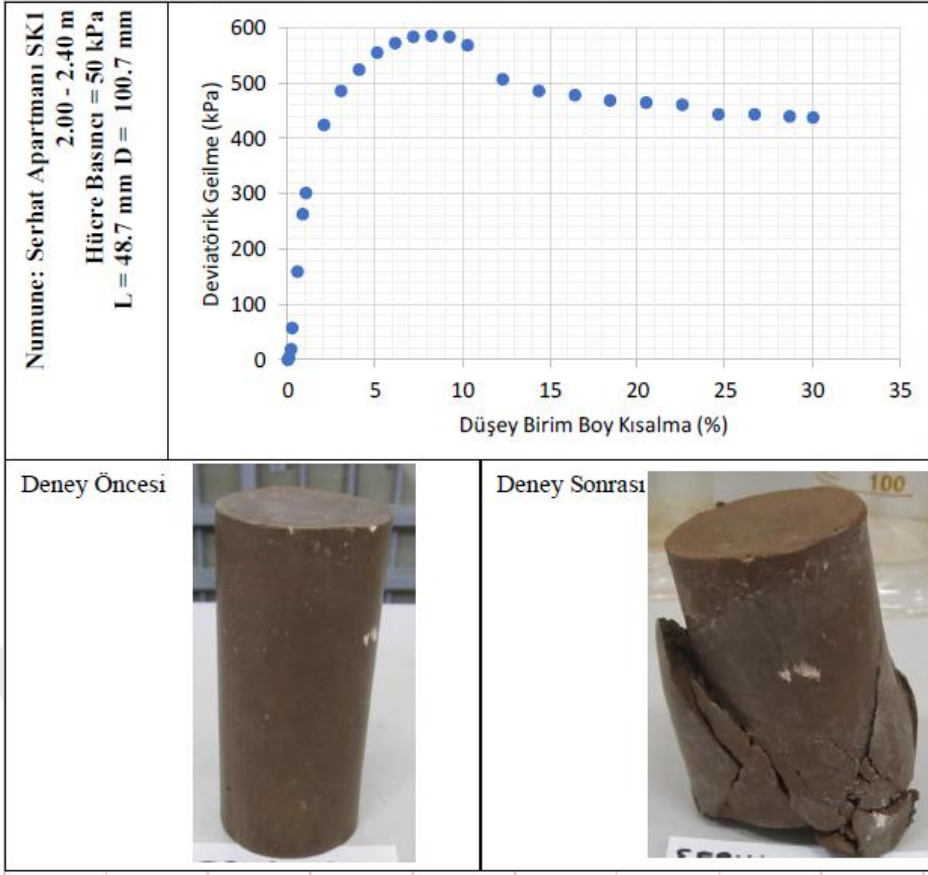 Numune: Serhat Apartmanı SK1
2.00 - 2.40 m
Hücre Basıncı = 50 kPa
L = 48.7 mm D = 100.7 mm
Deviatörik Geilme (kPa)
600
500
400
300
200
100
0
0 5 10 15 20 25 30 35
Düşey Birim Boy Kısalma (%)
Deney Öncesi
Deney Sonrası
100